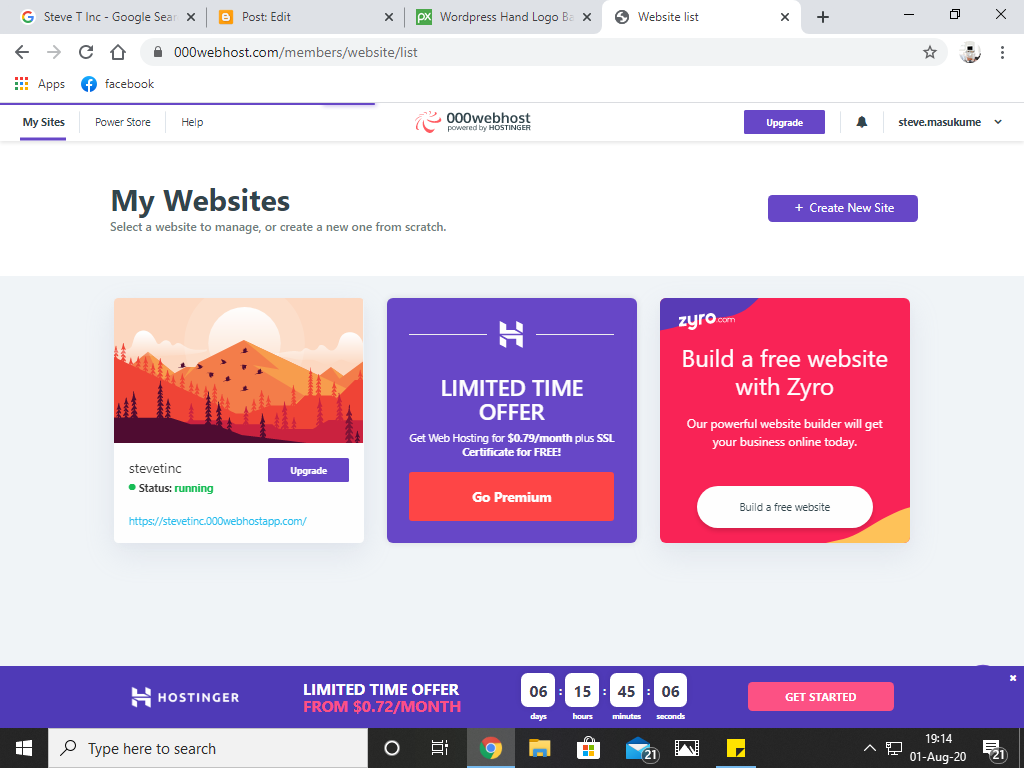 Steve T Inc - Google Sear
Post: Edit
Wordpress Hand Logo Ba
Website list
000webhost.com/members/website/list
Apps
facebook
My Sites
Power Store
Help
000webhost
powered by HOSTINGER
Upgrade
steve.masukume
My Websites
Select a website to manage, or create a new one from scratch.
+ Create New Site
stevetinc
Upgrade
Status: running
https://stevetinc.000webhostapp.com/
LIMITED TIME
OFFER
Get Web Hosting for $0.79/month plus SSL
Certificate for FREE!
Go Premium
zyro.com
Build a free website
with Zyro
Our powerful website builder will get
your business online today.
Build a free website
HOSTINGER
LIMITED TIME OFFER
FROM $0.72/MONTH
06 : 15 : 45 : 06
days hours minutes seconds
GET STARTED
Type here to search
21
19:14
01-Aug-20
21